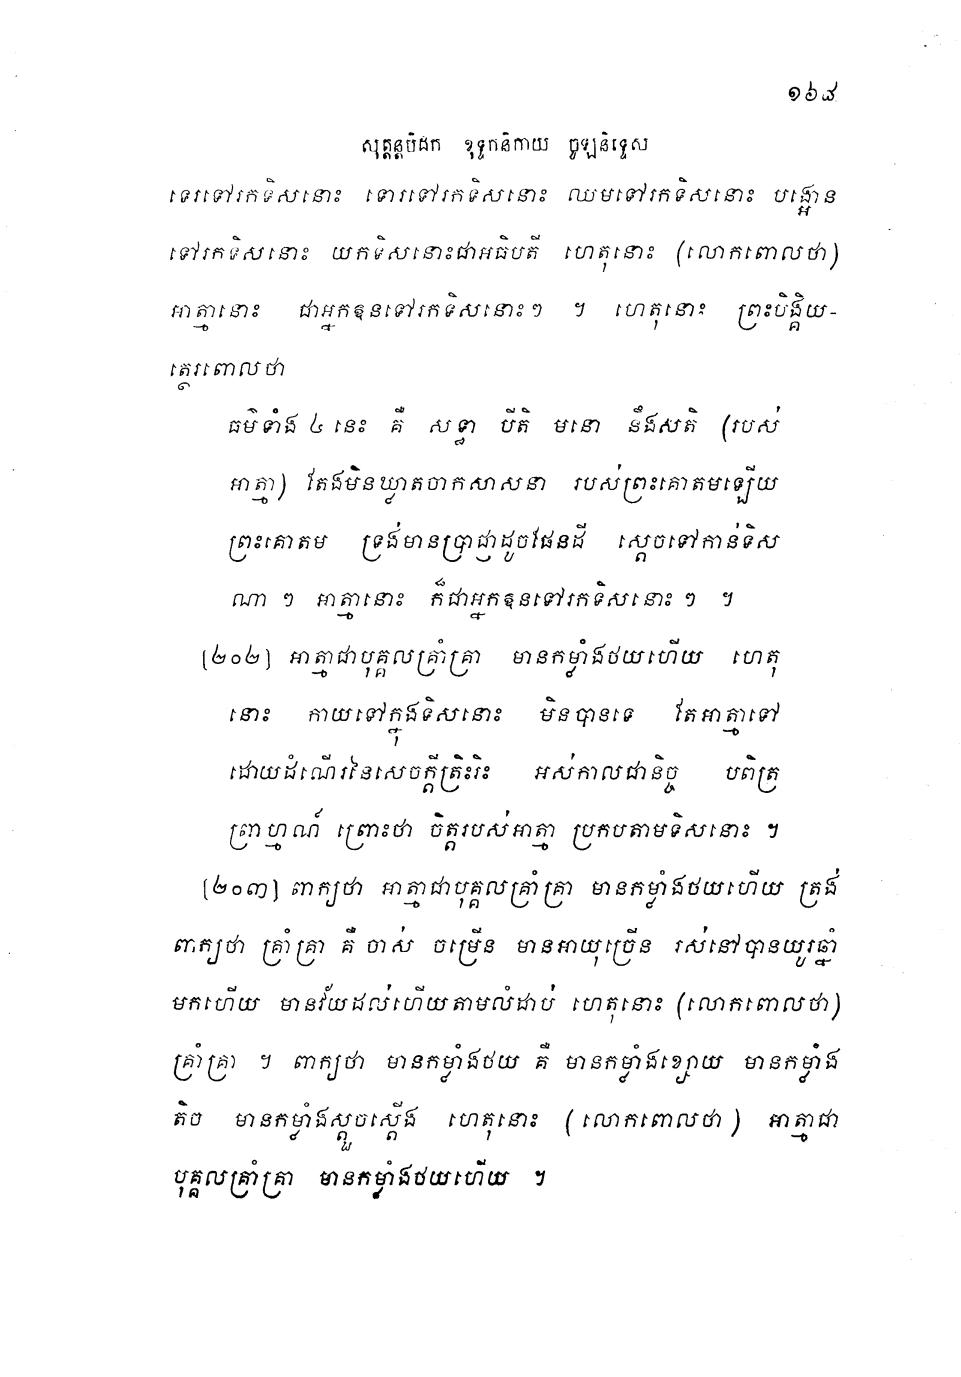 ១៦៨
សុត្តន្តបិដក ខុទ្ទកនិកាយ ចូឡនិទ្ទេស
ទេរទៅរកទិសនោះ ទោរទៅរកទិសនោះ ឈមទៅរកទិសនោះ បង្អោន
ទៅរកទិសនោះ យកទិសនោះជាអធិបតី ហេតុនោះ (លោកពោលថា)
អាត្មានោះ ជាអ្នកឱនទៅរកទិសនោះៗ ។ ហេតុនោះ ព្រះបិង្គិយ-
ត្ថេរពោលថា
ធម៌ទាំង ៤ នេះ គឺ សទ្ធា បីតិ មនោ នឹងសតិ (របស់
អាត្មា) តែងមិនឃ្លាតចាកសាសនា របស់ព្រះគោតមឡើយ
ព្រះគោតម ទ្រង់មានប្រាជ្ញាដូចផែនដី ស្តេចទៅកាន់ទិស
ណា ៗ អាត្មានោះ ក៏ជាអ្នកឱនទៅរកទិសនោះ ៗ ។
[២០២] អាត្មាជាបុគ្គលគ្រាំគ្រា មានកម្លាំងថយហើយ ហេតុ
នោះ កាយទៅក្នុងទិសនោះ មិនបានទេ តែអាត្មាទៅ
ដោយដំណើរនៃសេចក្តីត្រិះរិះ អស់កាលជានិច្ច បពិត្រ
ព្រាហ្មណ៍ ព្រោះថា ចិត្តរបស់អាត្មា ប្រកបតាមទិសនោះ ។
[២០៣] ពាក្យថា អាត្មាជាបុគ្គលគ្រាំគ្រា មានកម្លាំងថយហើយ ត្រង់
ពាក្យថា គ្រាំគ្រា គឺ ចាស់ ចម្រើន មានអាយុច្រើន រស់នៅបានយូរឆ្នាំ
មកហើយ មានវ័យដល់ហើយតាមលំដាប់ ហេតុនោះ (លោកពោលថា)
គ្រាំគ្រា ។ ពាក្យថា មានកម្លាំងថយ គឺ មានកម្លាំងខ្សោយ មានកម្លាំង
តិច មានកម្លាំងស្តួចស្តើង ហេតុនោះ ( លោកពោលថា ) អាត្មាជា
បុគ្គលគ្រាំគ្រា មានកម្លាំងថយហើយ ។